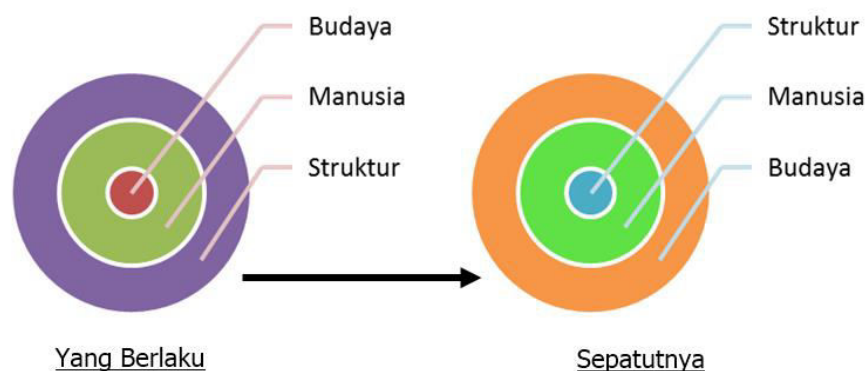 Budaya
Manusia
Struktur
Yang Berlaku
Struktur
Manusia
Budaya
Sepatutnya